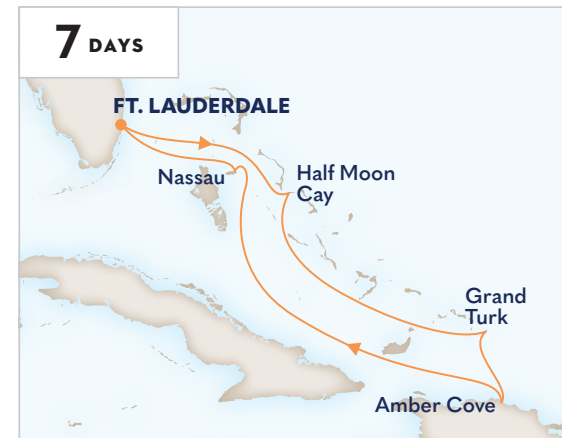 7 DAYS
FT. LAUDERDALE
Nassau
Half Moon
Cay
Grand
Turk
Amber Cove